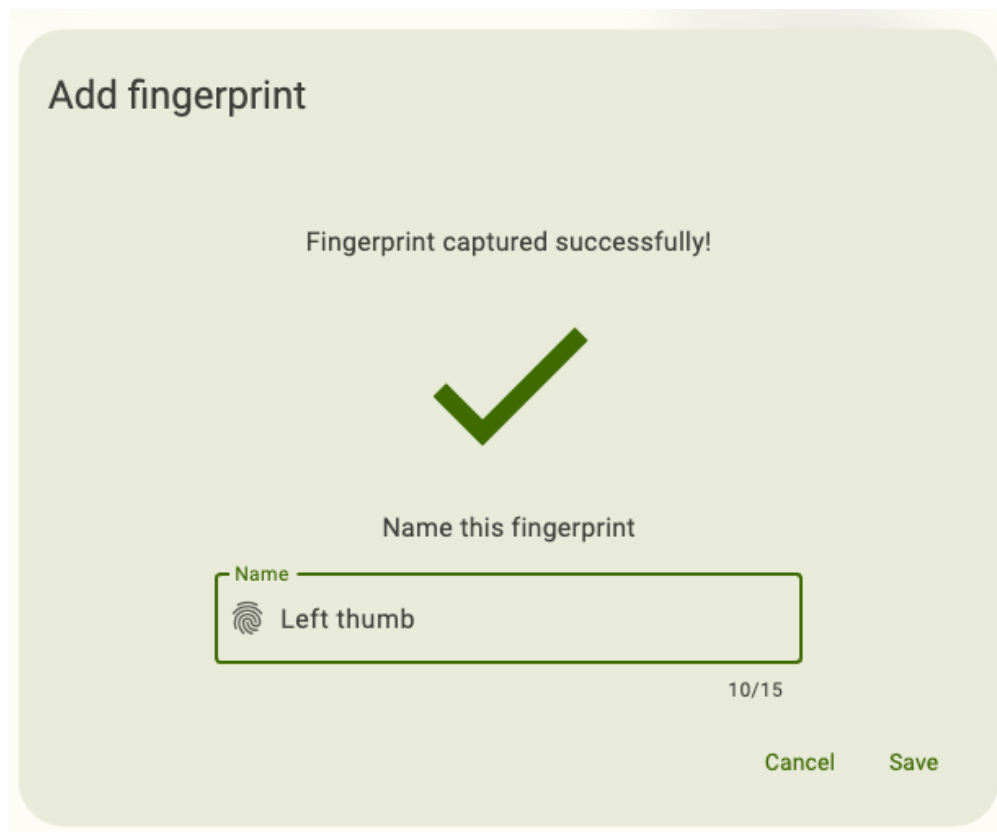 Add fingerprint
Fingerprint captured successfully!
Name this fingerprint
Name
Left thumb
10/15
Cancel Save